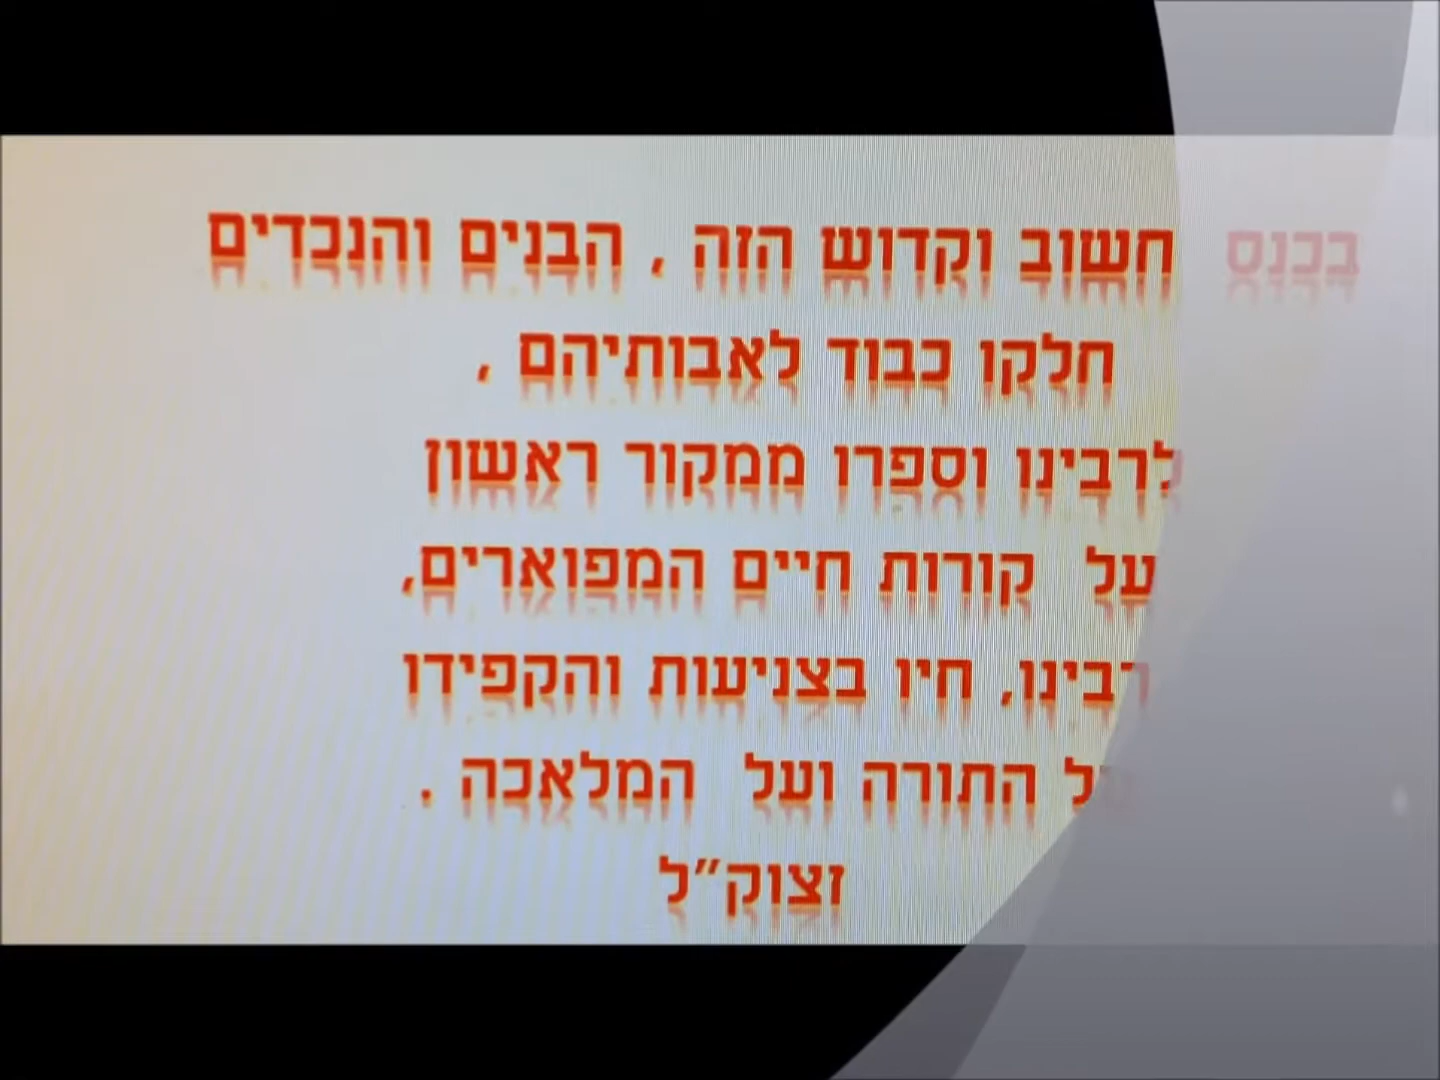 בכנס חשוב וקדוש הזה , הבנים והנכדים
חלקו כבוד לאבותיהם ,
לרבינו וספרו ממקור ראשון
על קורות חיים המפוארים,
רבינו, חיו בצניעות והקפידו
התורה ועל המלאכה .
זצוק״ל